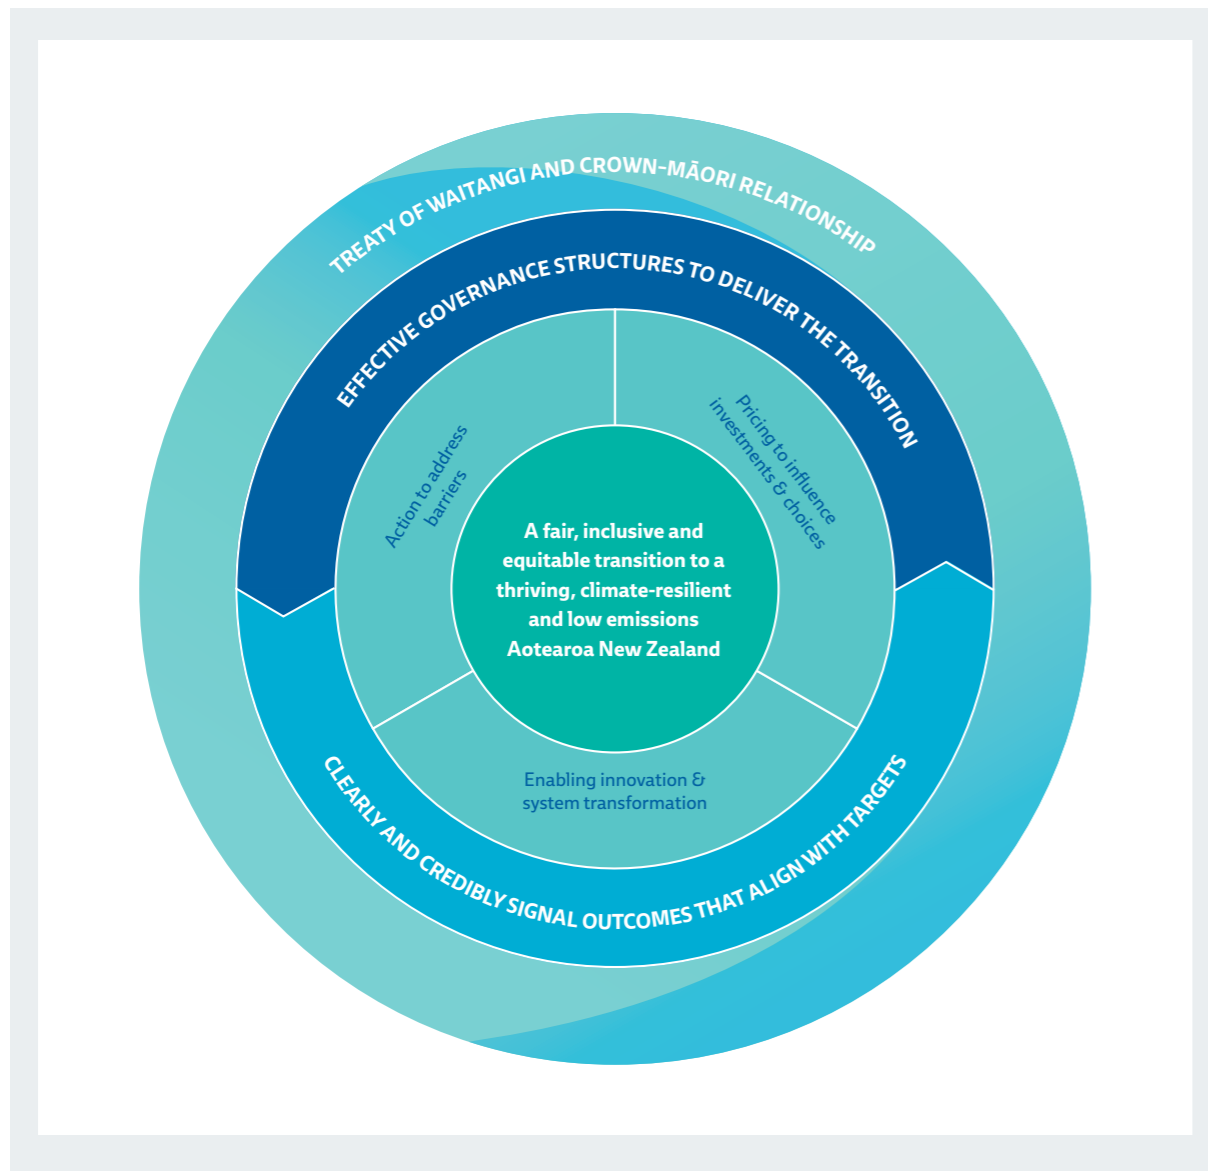 TREATY OF WAITANGI AND CROWN–MĀORI RELATIONSHIP
EFFECTIVE GOVERNANCE STRUCTURES TO DELIVER THE TRANSITION
Action to address
barriers
Pricing to influence
investments & choices
A fair, inclusive and
equitable transition to a
thriving, climate-resilient
and low emissions
Aotearoa New Zealand
Enabling innovation &
system transformation
CLEARLY AND CREDIBLY SIGNAL OUTCOMES THAT ALIGN WITH TARGETS